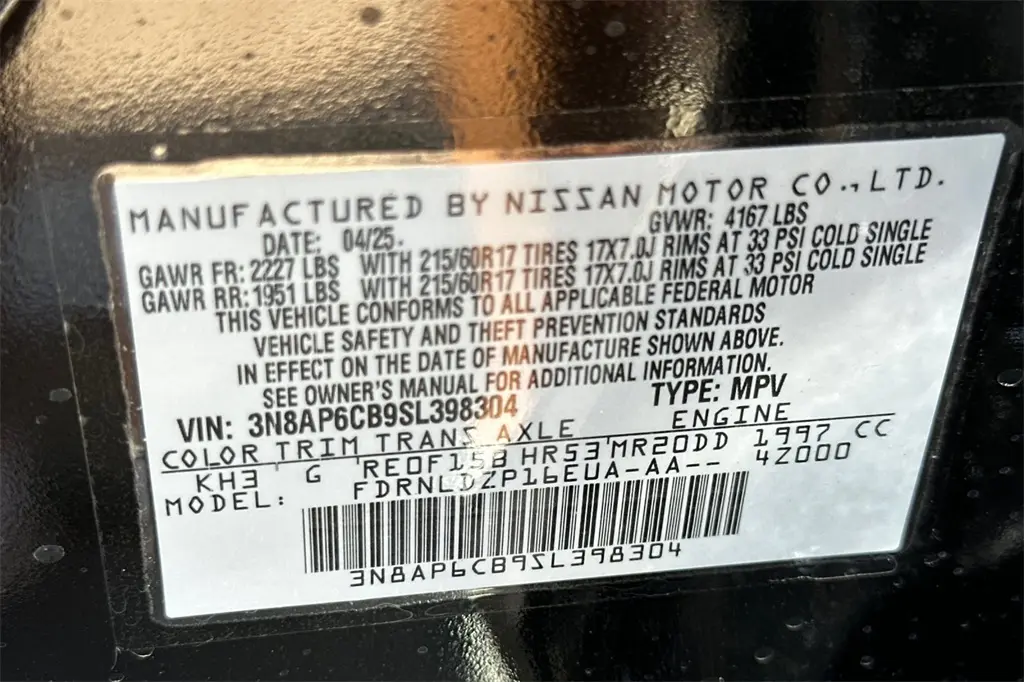 MANUFACTURED BY NISSAN MOTOR CO.,LTD.
DATE: 04/25. GVWR: 4167 LBS
GAWR FR: 2227 LBS WITH 215/60R17 TIRES 17X7.0J RIMS AT 33 PSI COLD SINGLE
GAWR RR: 1951 LBS WITH 215/60R17 TIRES 17X7.0J RIMS AT 33 PSI COLD SINGLE
THIS VEHICLE CONFORMS TO ALL APPLICABLE FEDERAL MOTOR
VEHICLE SAFETY AND THEFT PREVENTION STANDARDS
IN EFFECT ON THE DATE OF MANUFACTURE SHOWN ABOVE.
SEE OWNER'S MANUAL FOR ADDITIONAL INFORMATION.
VIN: 3N8AP6CB9SL398304 TYPE: MPV
COLOR TRIM TRANS AXLE ENGINE
KH3 G RE0F15B HR53 MR20DD 1997 CC
MODEL: FDRNLDZP16EUA-AA-- 4Z000
3N8AP6CB9SL398304